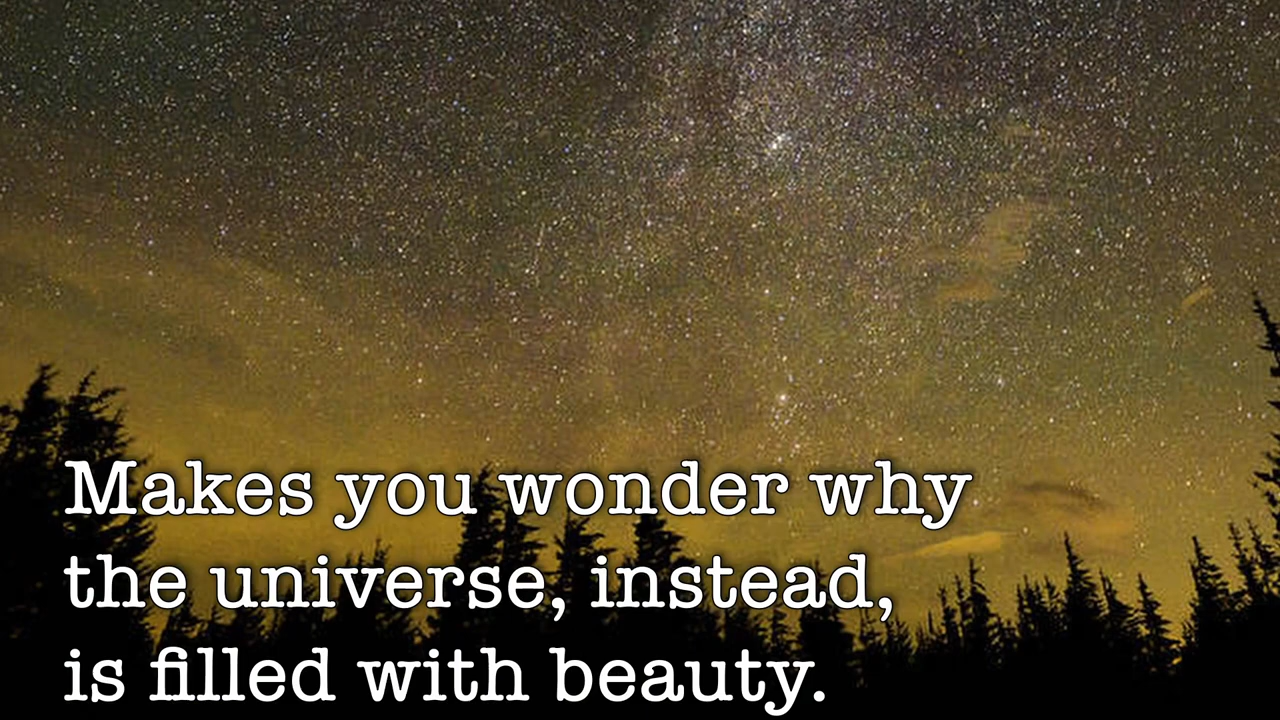 Makes you wonder why
the universe, instead,
is filled with beauty.